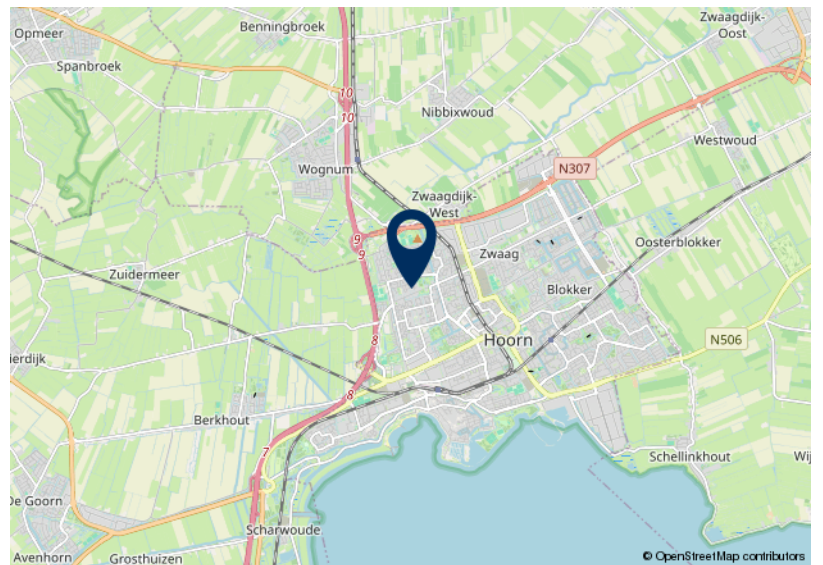 Zwaagdijk-
Oost
Opmeer
Benningbroek
Spanbroek
10
10
Nibbixwoud
Westwoud
Wognum
N307
Zwaagdijk-
West
9
9
Zwaag
Oosterblokker
Zuidermeer
Blokker
8
Hoorn
N506
ierdijk
8
Berkhout
7
Schellinkhout
Wij
De Goorn
Scharwoude
Avenhorn
Grosthuizen
© OpenStreetMap contributors